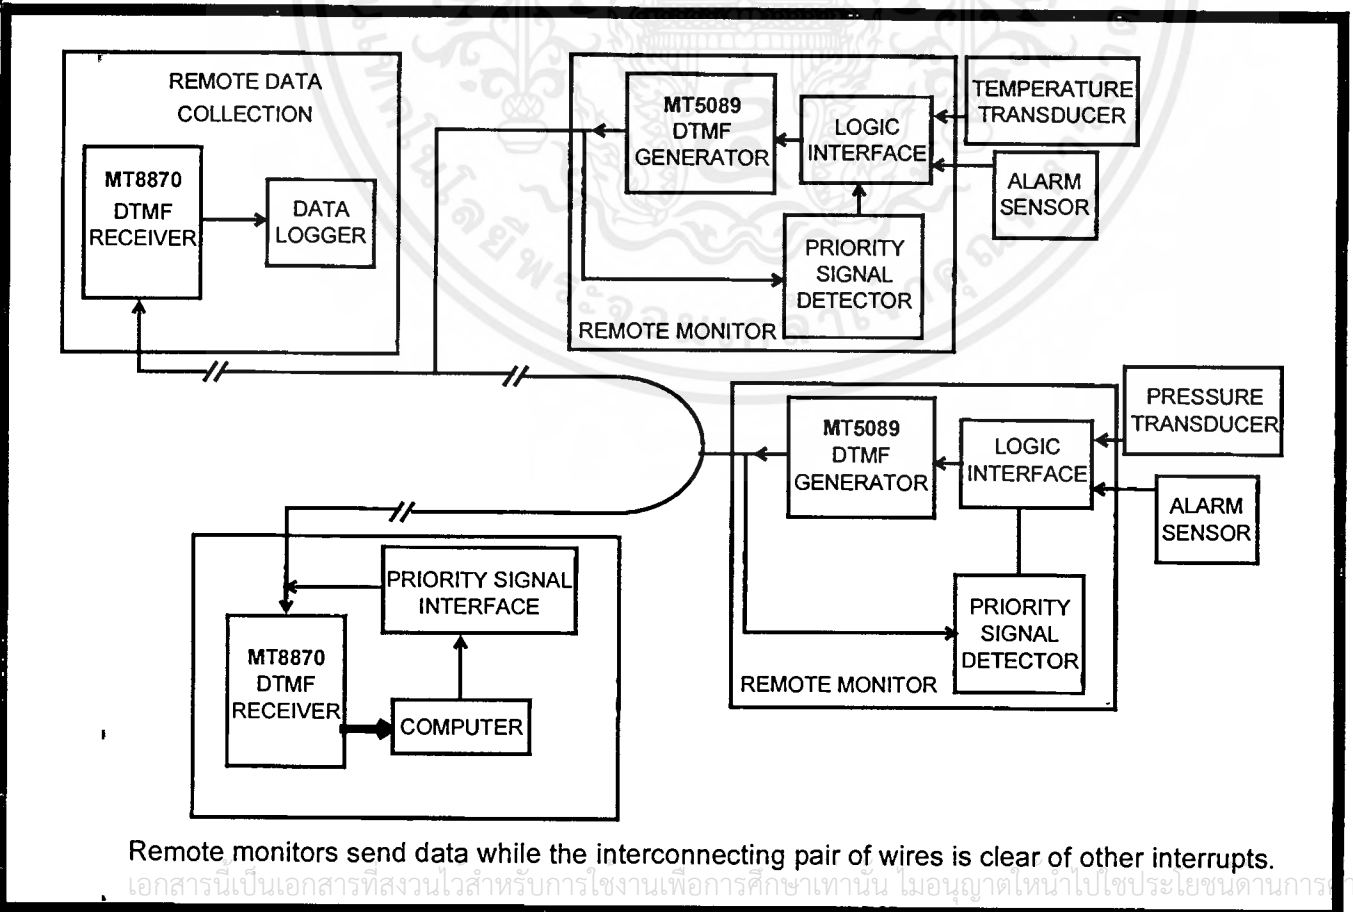 REMOTE DATA
COLLECTION
MT8870
DTMF
RECEIVER
DATA
LOGGER
MT5089
DTMF
GENERATOR
LOGIC
INTERFACE
PRIORITY
SIGNAL
DETECTOR
REMOTE MONITOR
TEMPERATURE
TRANSDUCER
ALARM
SENSOR
MT5089
DTMF
GENERATOR
LOGIC
INTERFACE
PRIORITY
SIGNAL
DETECTOR
REMOTE MONITOR
PRESSURE
TRANSDUCER
ALARM
SENSOR
PRIORITY SIGNAL
INTERFACE
MT8870
DTMF
RECEIVER
COMPUTER
Remote monitors send data while the interconnecting pair of wires is clear of other interrupts.
เอกสารนี้เป็นเอกสารที่สงวนไว้สำหรับการใช้งานเพื่อการศึกษาเท่านั้น ไม่อนุญาตให้นำไปใช้ประโยชน์ด้านการ